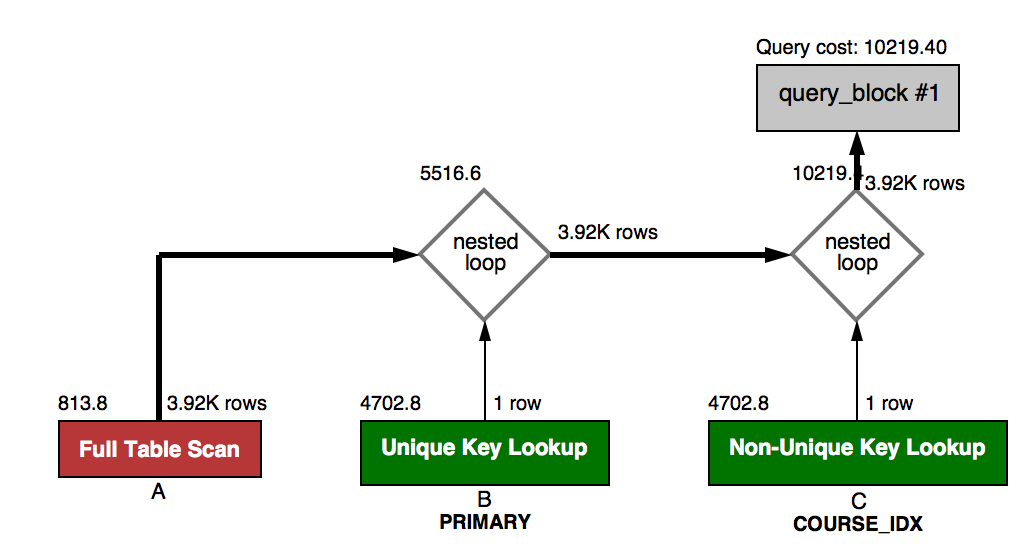 Query cost: 10219.40
query_block #1
5516.6
10219.4
3.92K rows
nested
loop
3.92K rows
nested
loop
813.8
3.92K rows
4702.8
1 row
4702.8
1 row
Full Table Scan
Unique Key Lookup
Non-Unique Key Lookup
A
B
C
PRIMARY
COURSE_IDX